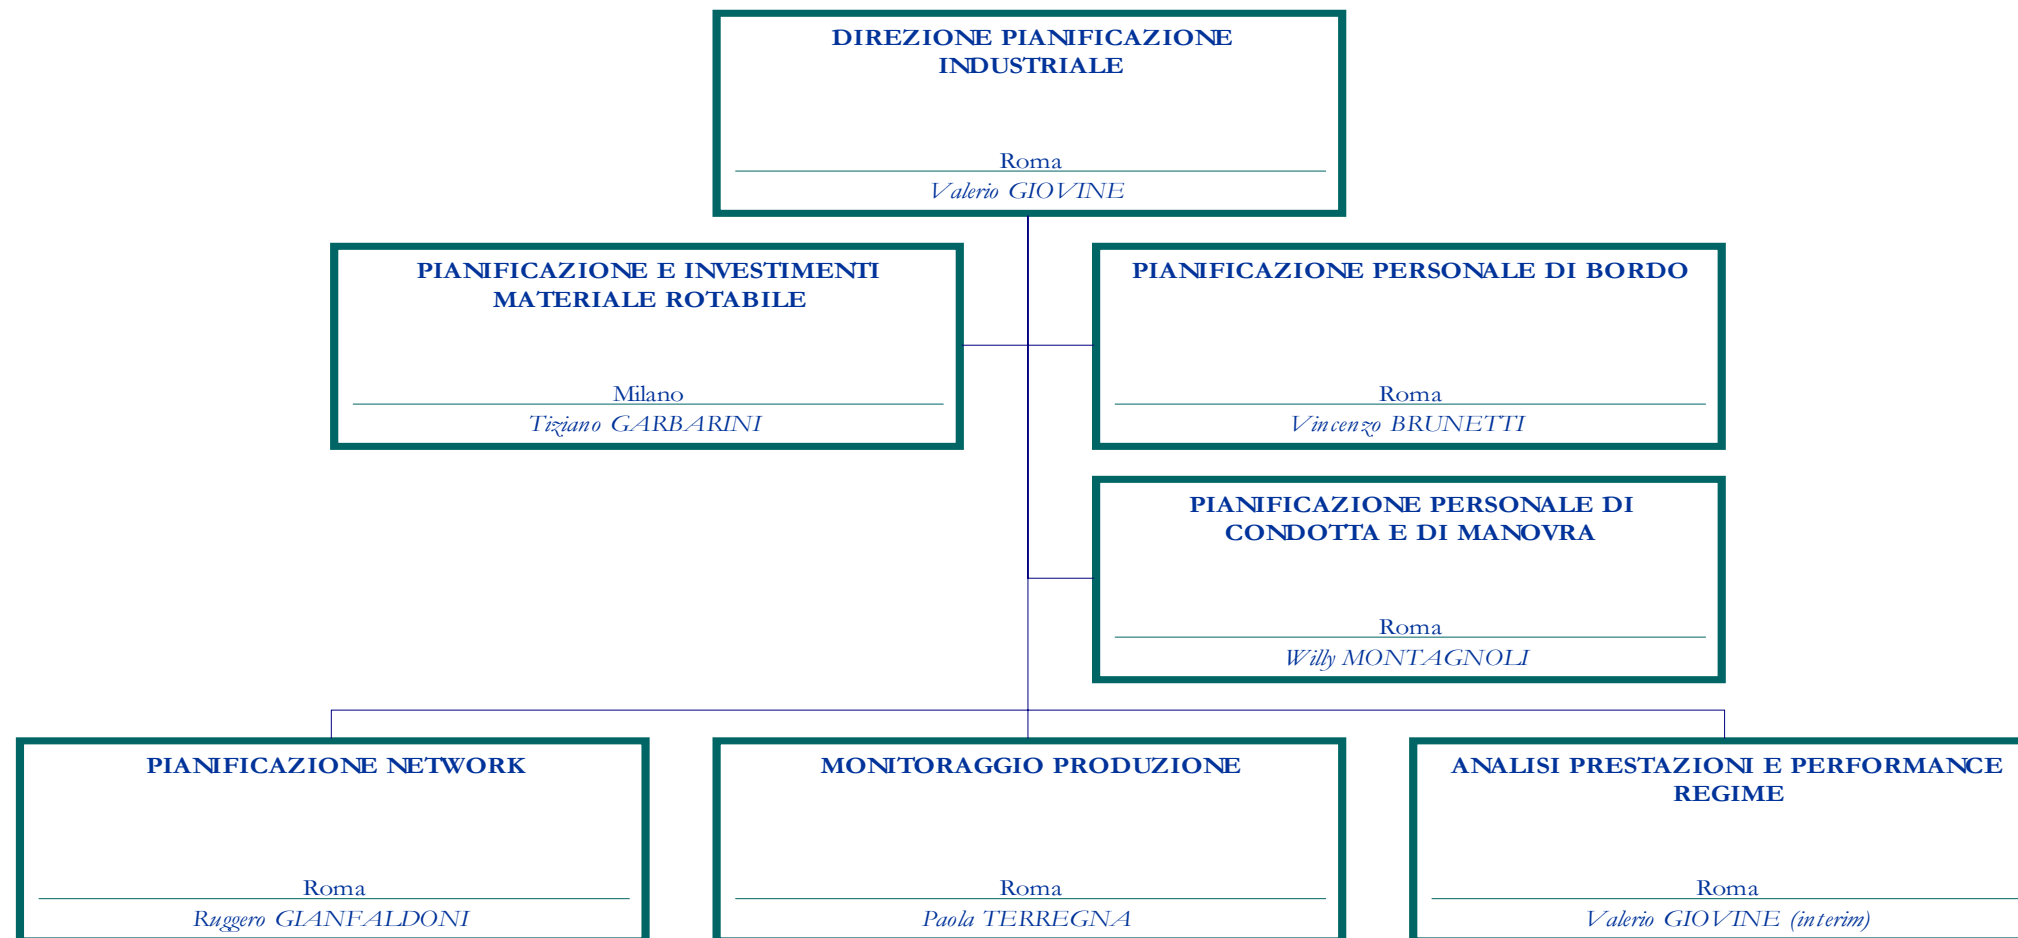 DIREZIONE PIANIFICAZIONE
INDUSTRIALE
Roma
Valerio GIOVINE
PIANIFICAZIONE E INVESTIMENTI
MATERIALE ROTABILE
Milano
Tiziano GARBARINI
PIANIFICAZIONE PERSONALE DI BORDO
Roma
Vincenzo BRUNETTI
PIANIFICAZIONE PERSONALE DI
CONDOTTA E DI MANOVRA
Roma
Willy MONTAGNOLI
PIANIFICAZIONE NETWORK
Roma
Ruggero GIANFALDONI
MONITORAGGIO PRODUZIONE
Roma
Paola TERREGNA
ANALISI PRESTAZIONI E PERFORMANCE
REGIME
Roma
Valerio GIOVINE (interim)